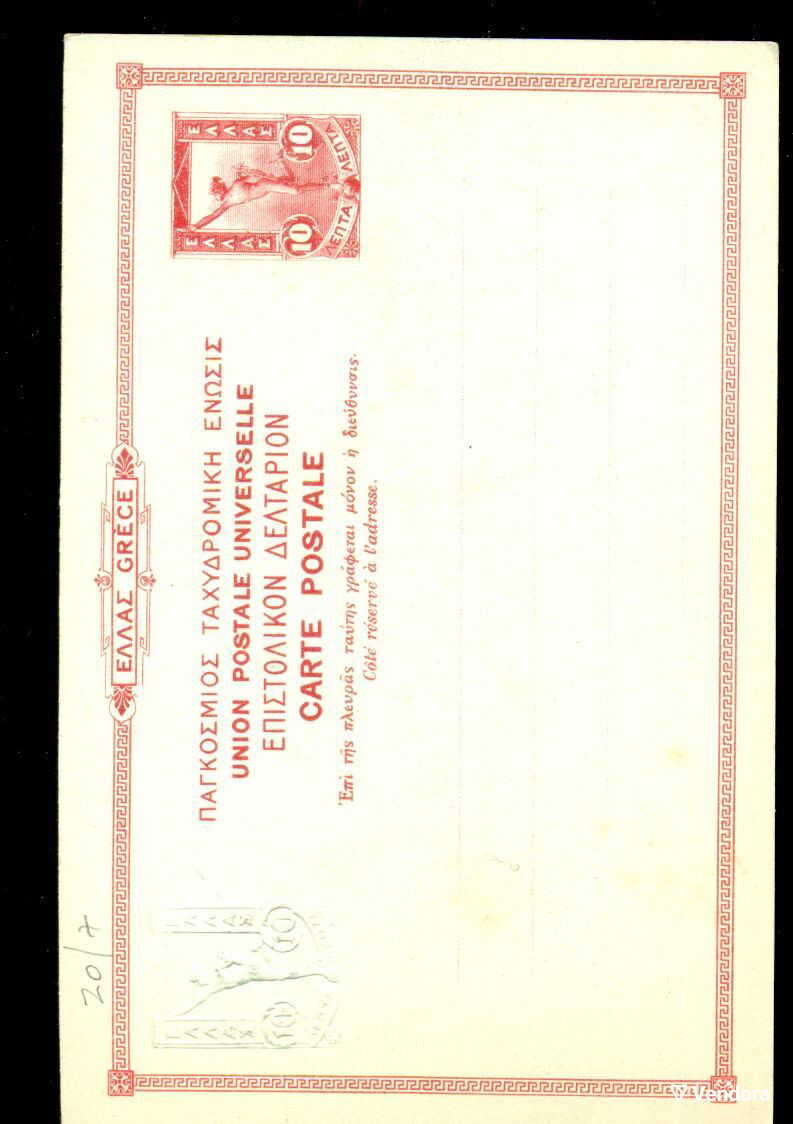 ΕΛΛΑΣ GRÈCE
ΕΛΛΑΣ
ΕΛΛΑΣ
10
10
ΛΕΠΤΑ
ΛΕΠΤΑ
ΠΑΓΚΟΣΜΙΟΣ ΤΑΧΥΔΡΟΜΙΚΗ ΕΝΩΣΙΣ
UNION POSTALE UNIVERSELLE
ΕΠΙΣΤΟΛΙΚΟΝ ΔΕΛΤΑΡΙΟΝ
CARTE POSTALE
Ἐπὶ τῆς πλευρᾶς ταύτης γράφεται μόνον ἡ διεύθυνσις.
Côté réservé à l'adresse.
20/7
Vendora